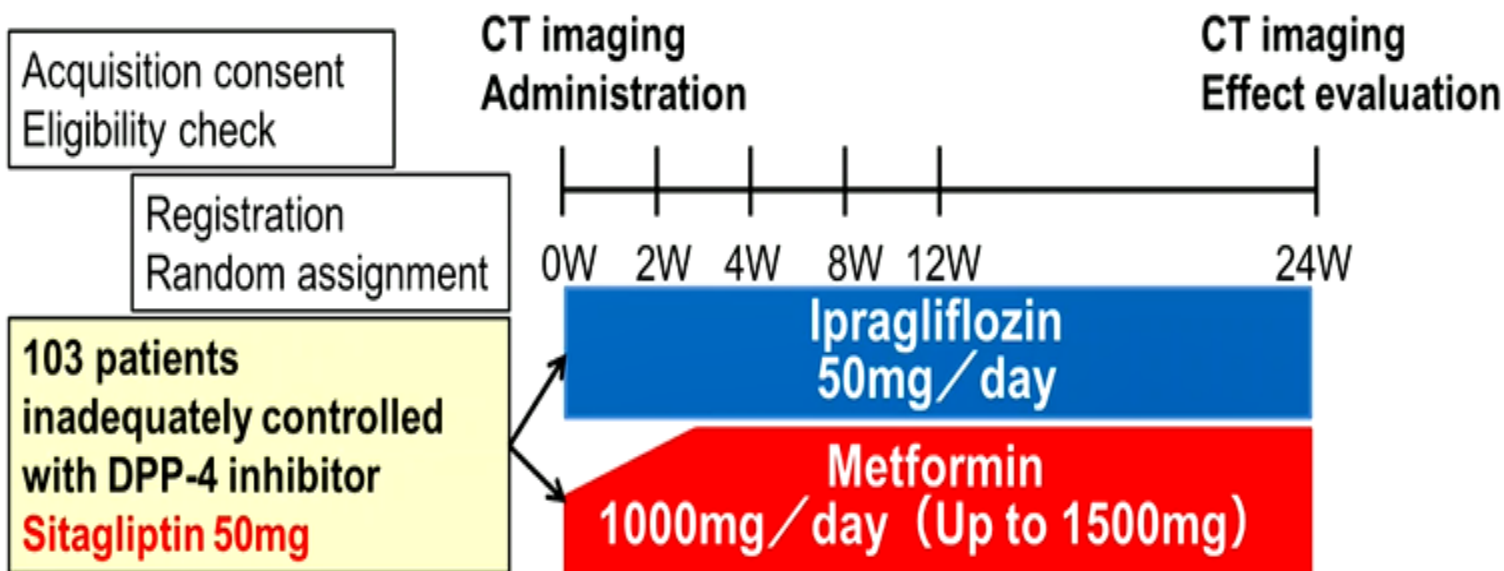 Acquisition consent
Eligibility check
Registration
Random assignment
103 patients
inadequately controlled
with DPP-4 inhibitor
Sitagliptin 50mg
CT imaging
Administration
CT imaging
Effect evaluation
0W 2W 4W 8W 12W 24W
Ipragliflozin
50mg／day
Metformin
1000mg／day（Up to 1500mg）